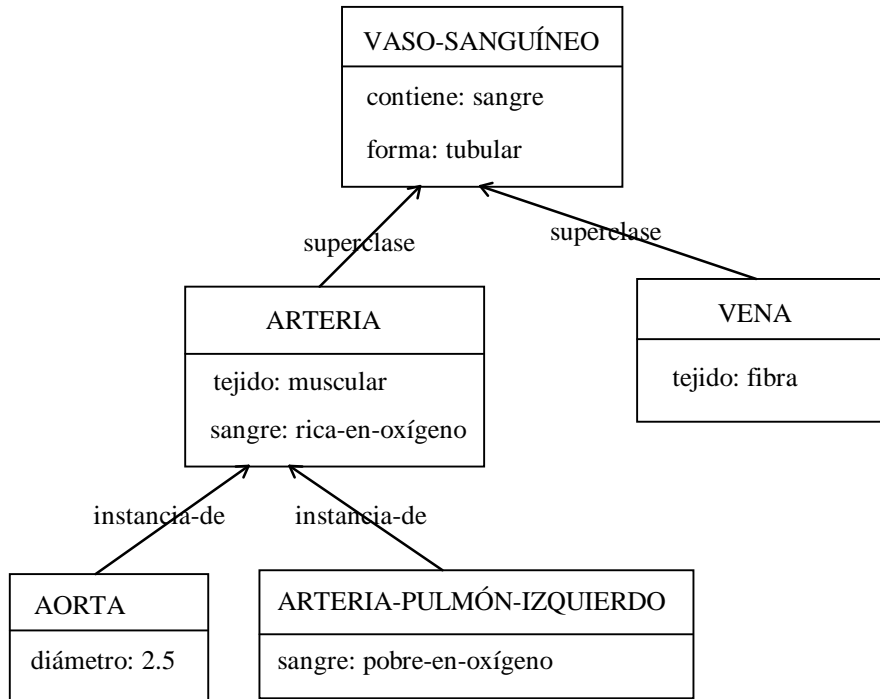 VASO-SANGUÍNEO
contiene: sangre
forma: tubular
superclase
superclase
ARTERIA
tejido: muscular
sangre: rica-en-oxígeno
VENA
tejido: fibra
instancia-de
instancia-de
AORTA
diámetro: 2.5
ARTERIA-PULMÓN-IZQUIERDO
sangre: pobre-en-oxígeno